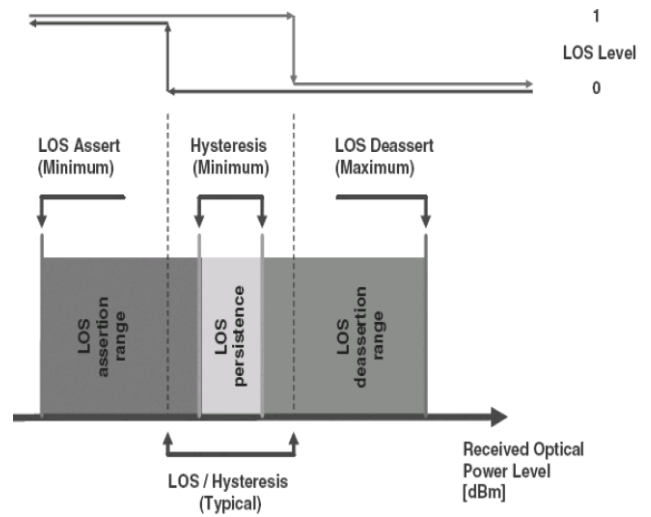 1
LOS Level
0
LOS Assert
(Minimum)
Hysteresis
(Minimum)
LOS Deassert
(Maximum)
LOS
assertion
range
LOS
persistence
LOS
deassertion
range
LOS / Hysteresis
(Typical)
Received Optical
Power Level
[dBm]